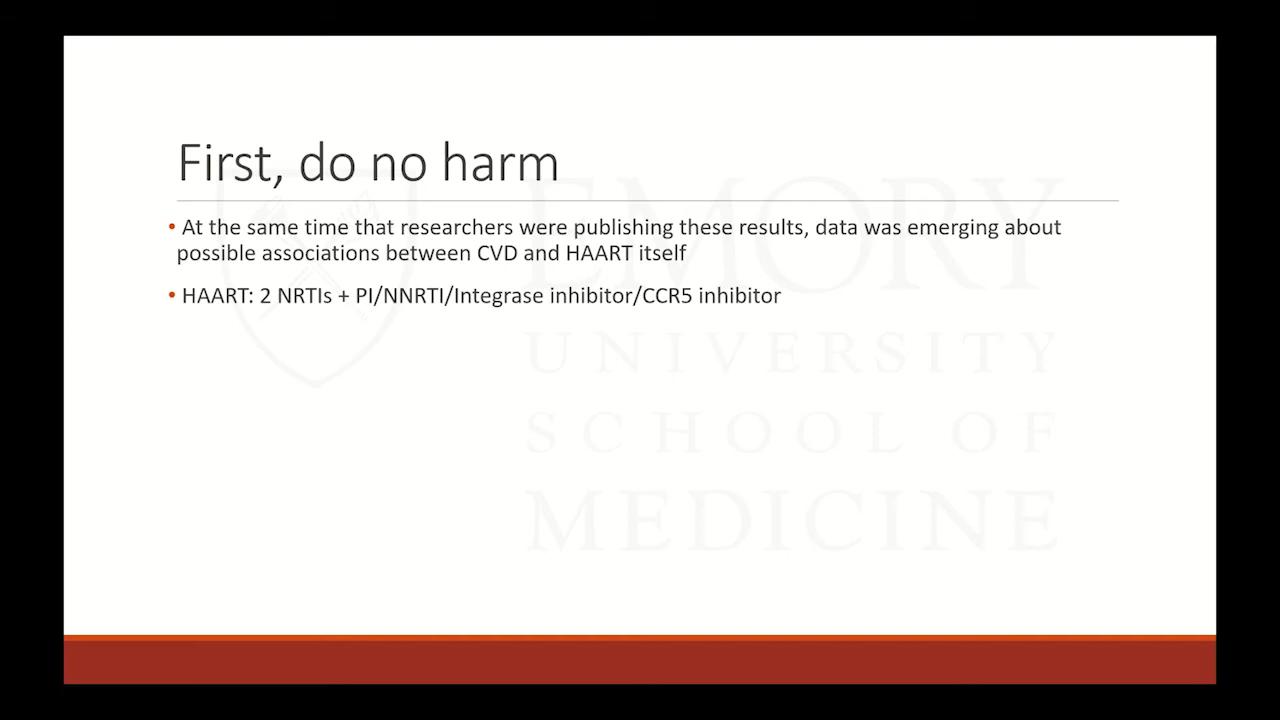 First, do no harm
• At the same time that researchers were publishing these results, data was emerging about
possible associations between CVD and HAART itself
• HAART: 2 NRTIs + PI/NNRTI/Integrase inhibitor/CCR5 inhibitor
EMORY
UNIVERSITY
SCHOOL OF
MEDICINE